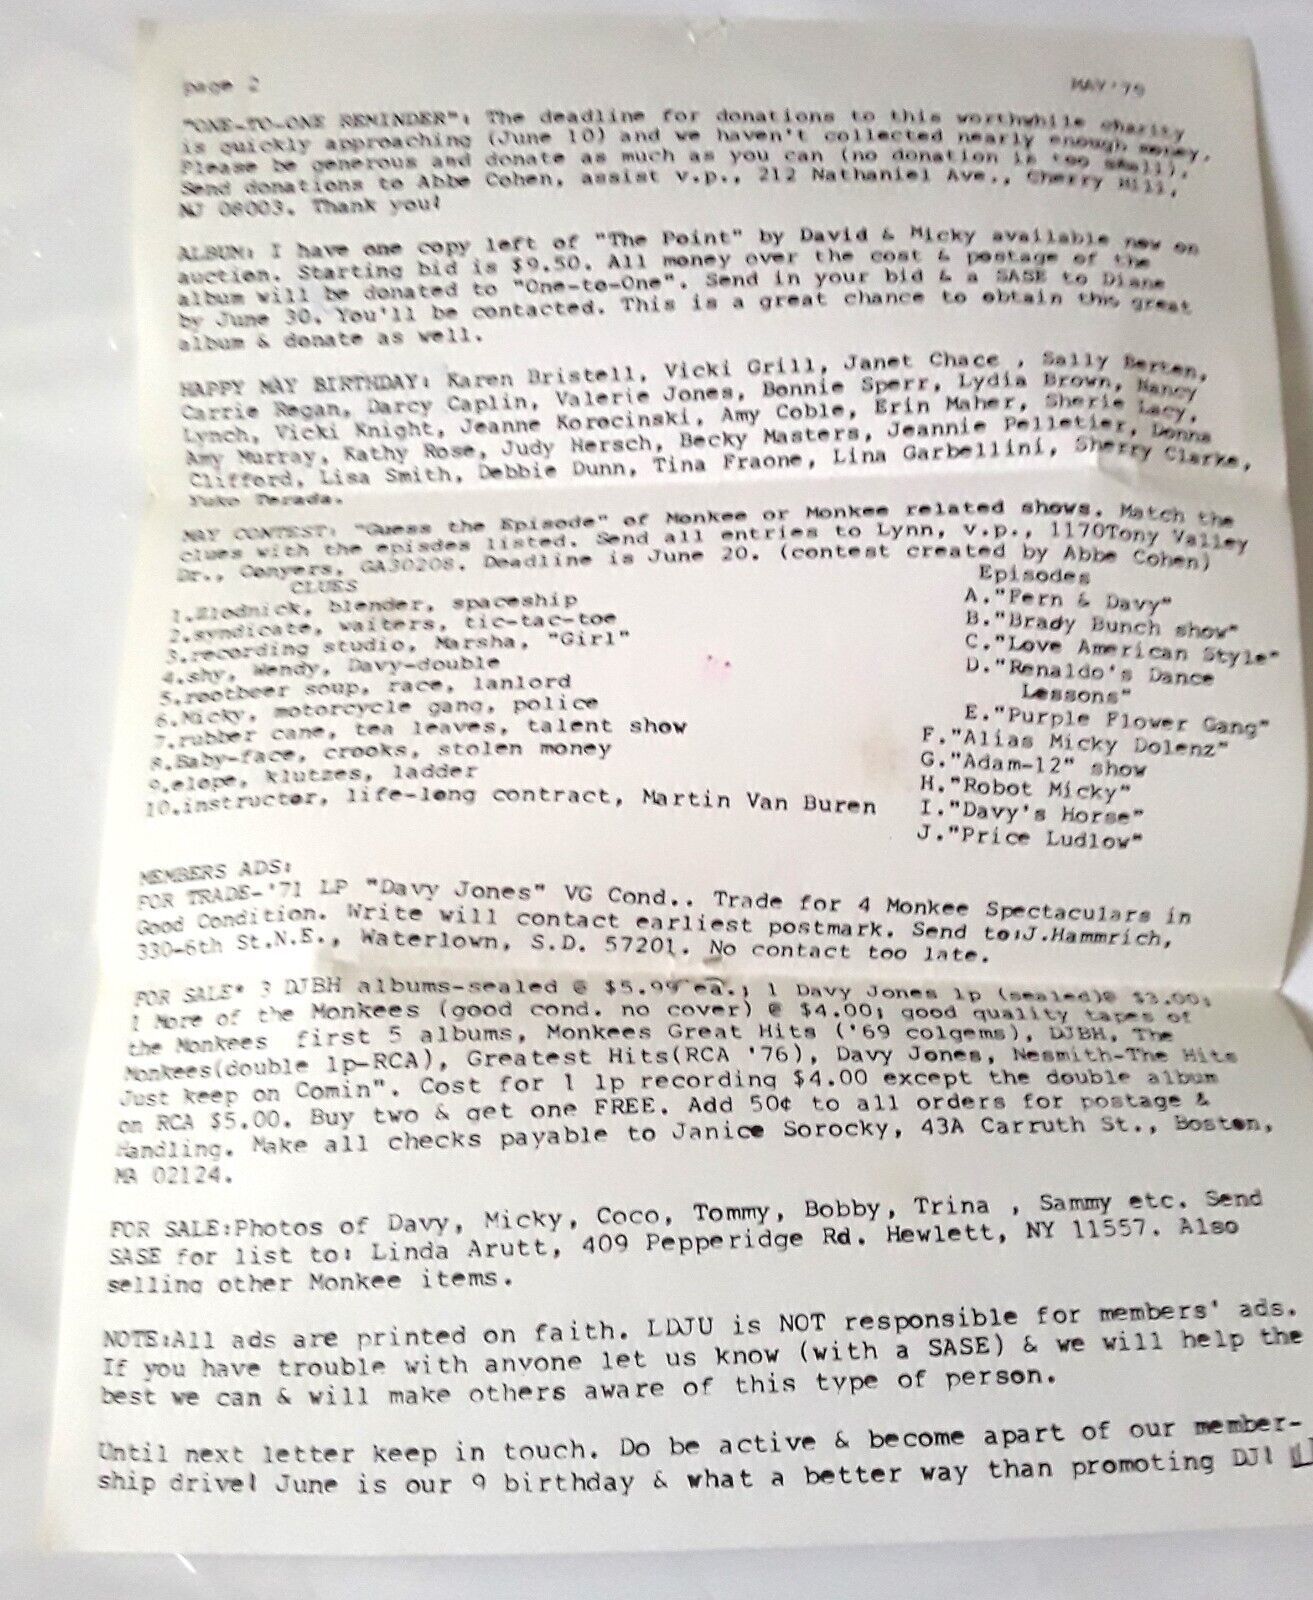 page 2 MAY'79
"ONE-TO-ONE REMINDER": The deadline for donations to this worthwhile charity
is quickly approaching (June 10) and we haven't collected nearly enough money.
Please be generous and donate as much as you can (no donation is too small).
Send donations to Abbe Cohen, assist v.p., 212 Nathaniel Ave., Cherry Hill,
NJ 08003. Thank you!
ALBUM: I have one copy left of "The Point" by David & Micky available now on
auction. Starting bid is $9.50. All money over the cost & postage of the
album will be donated to "One-to-One". Send in your bid & a SASE to Diane
by June 30. You'll be contacted. This is a great chance to obtain this great
album & donate as well.
HAPPY MAY BIRTHDAY: Karen Bristell, Vicki Grill, Janet Chace , Sally Berten,
Carrie Regan, Darcy Caplin, Valerie Jones, Bonnie Sperr, Lydia Brown, Nancy
Lynch, Vicki Knight, Jeanne Korocinski, Amy Coble, Erin Maher, Sherie Lacy,
Amy Murray, Kathy Rose, Judy Hersch, Becky Masters, Jeannie Pelletier, Donna
Clifford, Lisa Smith, Debbie Dunn, Tina Fraone, Lina Garbellini, Sherry Clarke,
Yuko Terada.
MAY CONTEST: "Guess the Episode" of Monkee or Monkee related shows. Match the
clues with the episdes listed. Send all entries to Lynn, v.p., 1170Tony Valley
Dr., Conyers, GA30208. Deadline is June 20. (contest created by Abbe Cohen)
CLUES
1.Zlodnick, blender, spaceship
2.syndicate, waiters, tic-tac-toe
3.recording studio, Marsha, "Girl"
4.shy, Wendy, Davy-double
5.rootbeer soup, race, lanlord
6.Micky, motorcycle gang, police
7.rubber cane, tea leaves, talent show
8.Baby-face, crooks, stolen money
9.elope, klutzes, ladder
10.instructor, life-long contract, Martin Van Buren
Episodes
A."Fern & Davy"
B."Brady Bunch show"
C."Love American Style"
D."Renaldo's Dance
Lessons"
E."Purple Flower Gang"
F."Alias Micky Dolenz"
G."Adam-12" show
H."Robot Micky"
I."Davy's Horse"
J."Price Ludlow"
MEMBERS ADS:
FOR TRADE-'71 LP "Davy Jones" VG Cond.. Trade for 4 Monkee Spectaculars in
Good Condition. Write will contact earliest postmark. Send to:J.Hammrich,
330-6th St.N.E., Waterlown, S.D. 57201. No contact too late.
FOR SALE* 3 DJBH albums-sealed @ $5.99 ea.; 1 Davy Jones lp (sealed)@ $3.00;
1 More of the Monkees (good cond. no cover) @ $4.00; good quality tapes of
the Monkees first 5 albums, Monkees Great Hits ('69 colgems), DJBH, The
Monkees(double lp-RCA), Greatest Hits(RCA '76), Davy Jones, Nesmith-The Hits
Just keep on Comin". Cost for 1 lp recording $4.00 except the double album
on RCA $5.00. Buy two & get one FREE. Add 50¢ to all orders for postage &
Handling. Make all checks payable to Janice Sorocky, 43A Carruth St., Boston,
MA 02124.
FOR SALE:Photos of Davy, Micky, Coco, Tommy, Bobby, Trina , Sammy etc. Send
SASE for list to: Linda Arutt, 409 Pepperidge Rd. Hewlett, NY 11557. Also
selling other Monkee items.
NOTE:All ads are printed on faith. LDJU is NOT responsible for members' ads.
If you have trouble with anyone let us know (with a SASE) & we will help the
best we can & will make others aware of this type of person.
Until next letter keep in touch. Do be active & become apart of our member-
ship drive! June is our 9 birthday & what a better way than promoting DJ!